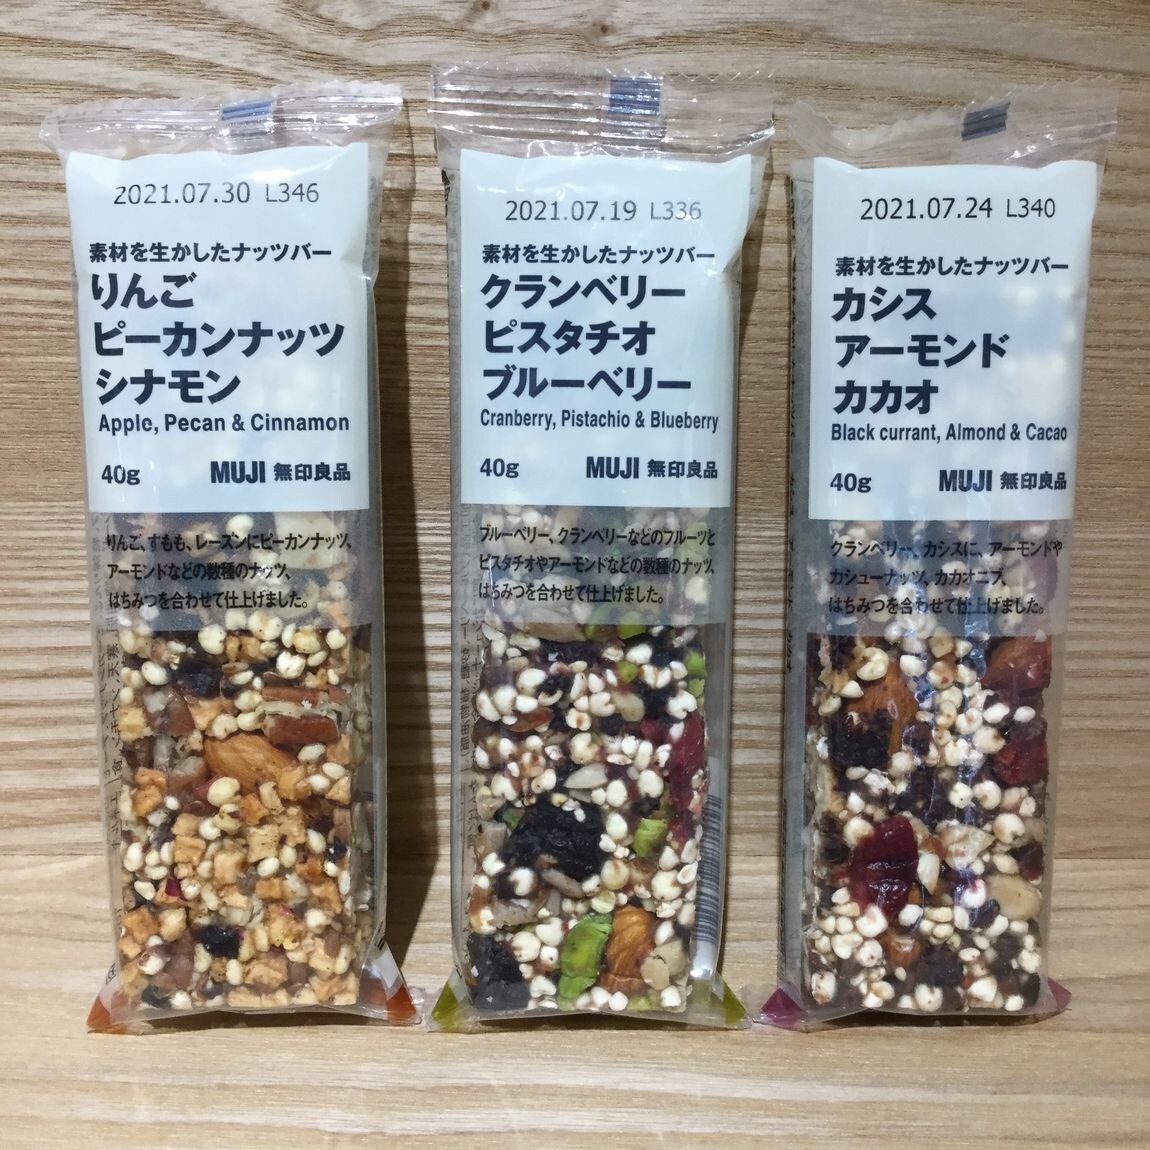 2021.07.30 L346
素材を生かしたナッツバー
りんご
ピーカンナッツ
シナモン
Apple, Pecan & Cinnamon
40g MUJI 無印良品
りんご、すもも、レーズンにピーカンナッツ、
アーモンドなどの数種のナッツ、
はちみつを合わせて仕上げました。
2021.07.19 L336
素材を生かしたナッツバー
クランベリー
ピスタチオ
ブルーベリー
Cranberry, Pistachio & Blueberry
40g MUJI 無印良品
ブルーベリー、クランベリーなどのフルーツと
ピスタチオやアーモンドなどの数種のナッツ、
はちみつを合わせて仕上げました。
2021.07.24 L340
素材を生かしたナッツバー
カシス
アーモンド
カカオ
Black currant, Almond & Cacao
40g MUJI 無印良品
クランベリー、カシスに、アーモンドや
カシューナッツ、カカオニブ、
はちみつを合わせて仕上げました。